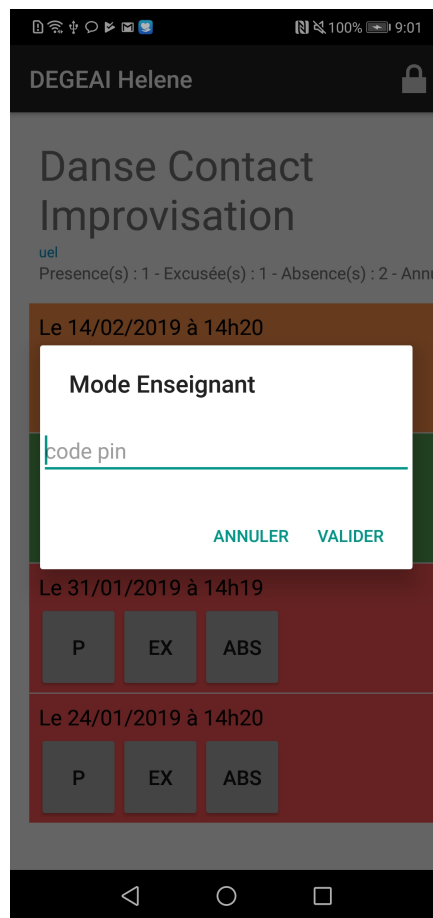 100% 9:01
DEGEAI Helene
Danse Contact
Improvisation
uel
Presence(s) : 1 - Excusée(s) : 1 - Absence(s) : 2 - Annu
Le 14/02/2019 à 14h20
Mode Enseignant
code pin
ANNULER VALIDER
Le 31/01/2019 à 14h19
P EX ABS
Le 24/01/2019 à 14h20
P EX ABS